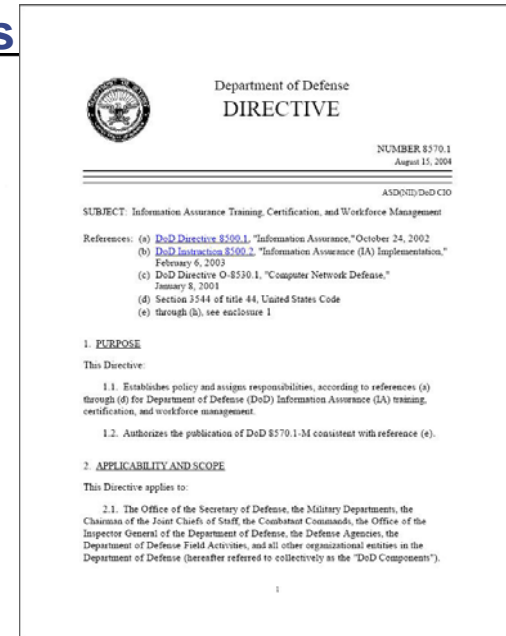 s
Department of Defense
DIRECTIVE
NUMBER 8570.1
August 15, 2004
ASD(NII)/DoD CIO
SUBJECT: Information Assurance Training, Certification, and Workforce Management
References: (a) DoD Directive 8500.1, "Information Assurance," October 24, 2002
(b) DoD Instruction 8500.2, "Information Assurance (IA) Implementation,"
February 6, 2003
(c) DoD Directive O-8530.1, "Computer Network Defense,"
January 8, 2001
(d) Section 3544 of title 44, United States Code
(e) through (h), see enclosure 1
1. PURPOSE
This Directive:
1.1. Establishes policy and assigns responsibilities, according to references (a)
through (d) for Department of Defense (DoD) Information Assurance (IA) training,
certification, and workforce management.
1.2. Authorizes the publication of DoD 8570.1-M consistent with reference (e).
2. APPLICABILITY AND SCOPE
This Directive applies to:
2.1. The Office of the Secretary of Defense, the Military Departments, the
Chairman of the Joint Chiefs of Staff, the Combatant Commands, the Office of the
Inspector General of the Department of Defense, the Defense Agencies, the
Department of Defense Field Activities, and all other organizational entities in the
Department of Defense (hereafter referred to collectively as the "DoD Components").
1